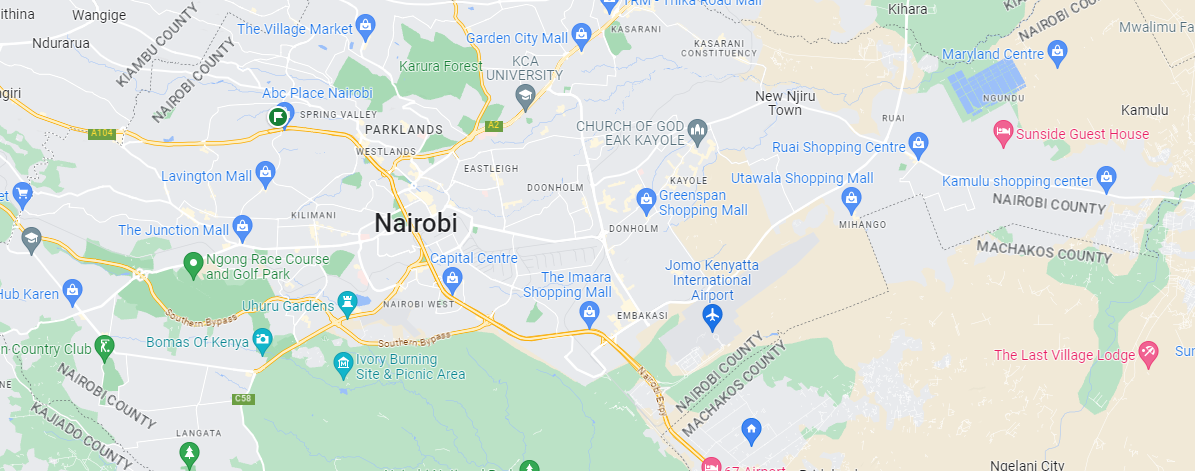 TRM - Thika Road Mall
Kihara
NAIROBI COUNTY
Mwalimu Fa
Wangige
Ndurarua
KIAMBU COUNTY
NAIROBI COUNTY
The Village Market
Garden City Mall
KASARANI
KASARANI
CONSTITUENCY
Maryland Centre
Karura Forest
KCA
UNIVERSITY
Abc Place Nairobi
SPRING VALLEY
PARKLANDS
A104
A2
New Njiru
Town
NGUNDU
Kamulu
RUAI
CHURCH OF GOD
EAK KAYOLE
Sunside Guest House
Ruai Shopping Centre
WESTLANDS
EASTLEIGH
Lavington Mall
DOONHOLM
KAYOLE
Utawala Shopping Mall
Kamulu shopping center
NAIROBI COUNTY
Greenspan
Shopping Mall
KILIMANI
Nairobi
The Junction Mall
DONHOLM
MIHANGO
MACHAKOS COUNTY
Ngong Race Course
and Golf Park
Capital Centre
The Imaara
Shopping Mall
Jomo Kenyatta
International
Airport
Hub Karen
Uhuru Gardens
NAIROBI WEST
EMBAKASI
Southern Bypass
Southern Bypass
Bomas Of Kenya
n Country Club
Ivory Burning
Site & Picnic Area
NAIROBI COUNTY
MACHAKOS COUNTY
The Last Village Lodge
Nairobi Expy
NAIROBI COUNTY
KAJIADO COUNTY
C58
LANGATA
67 Airport
Ngelani City